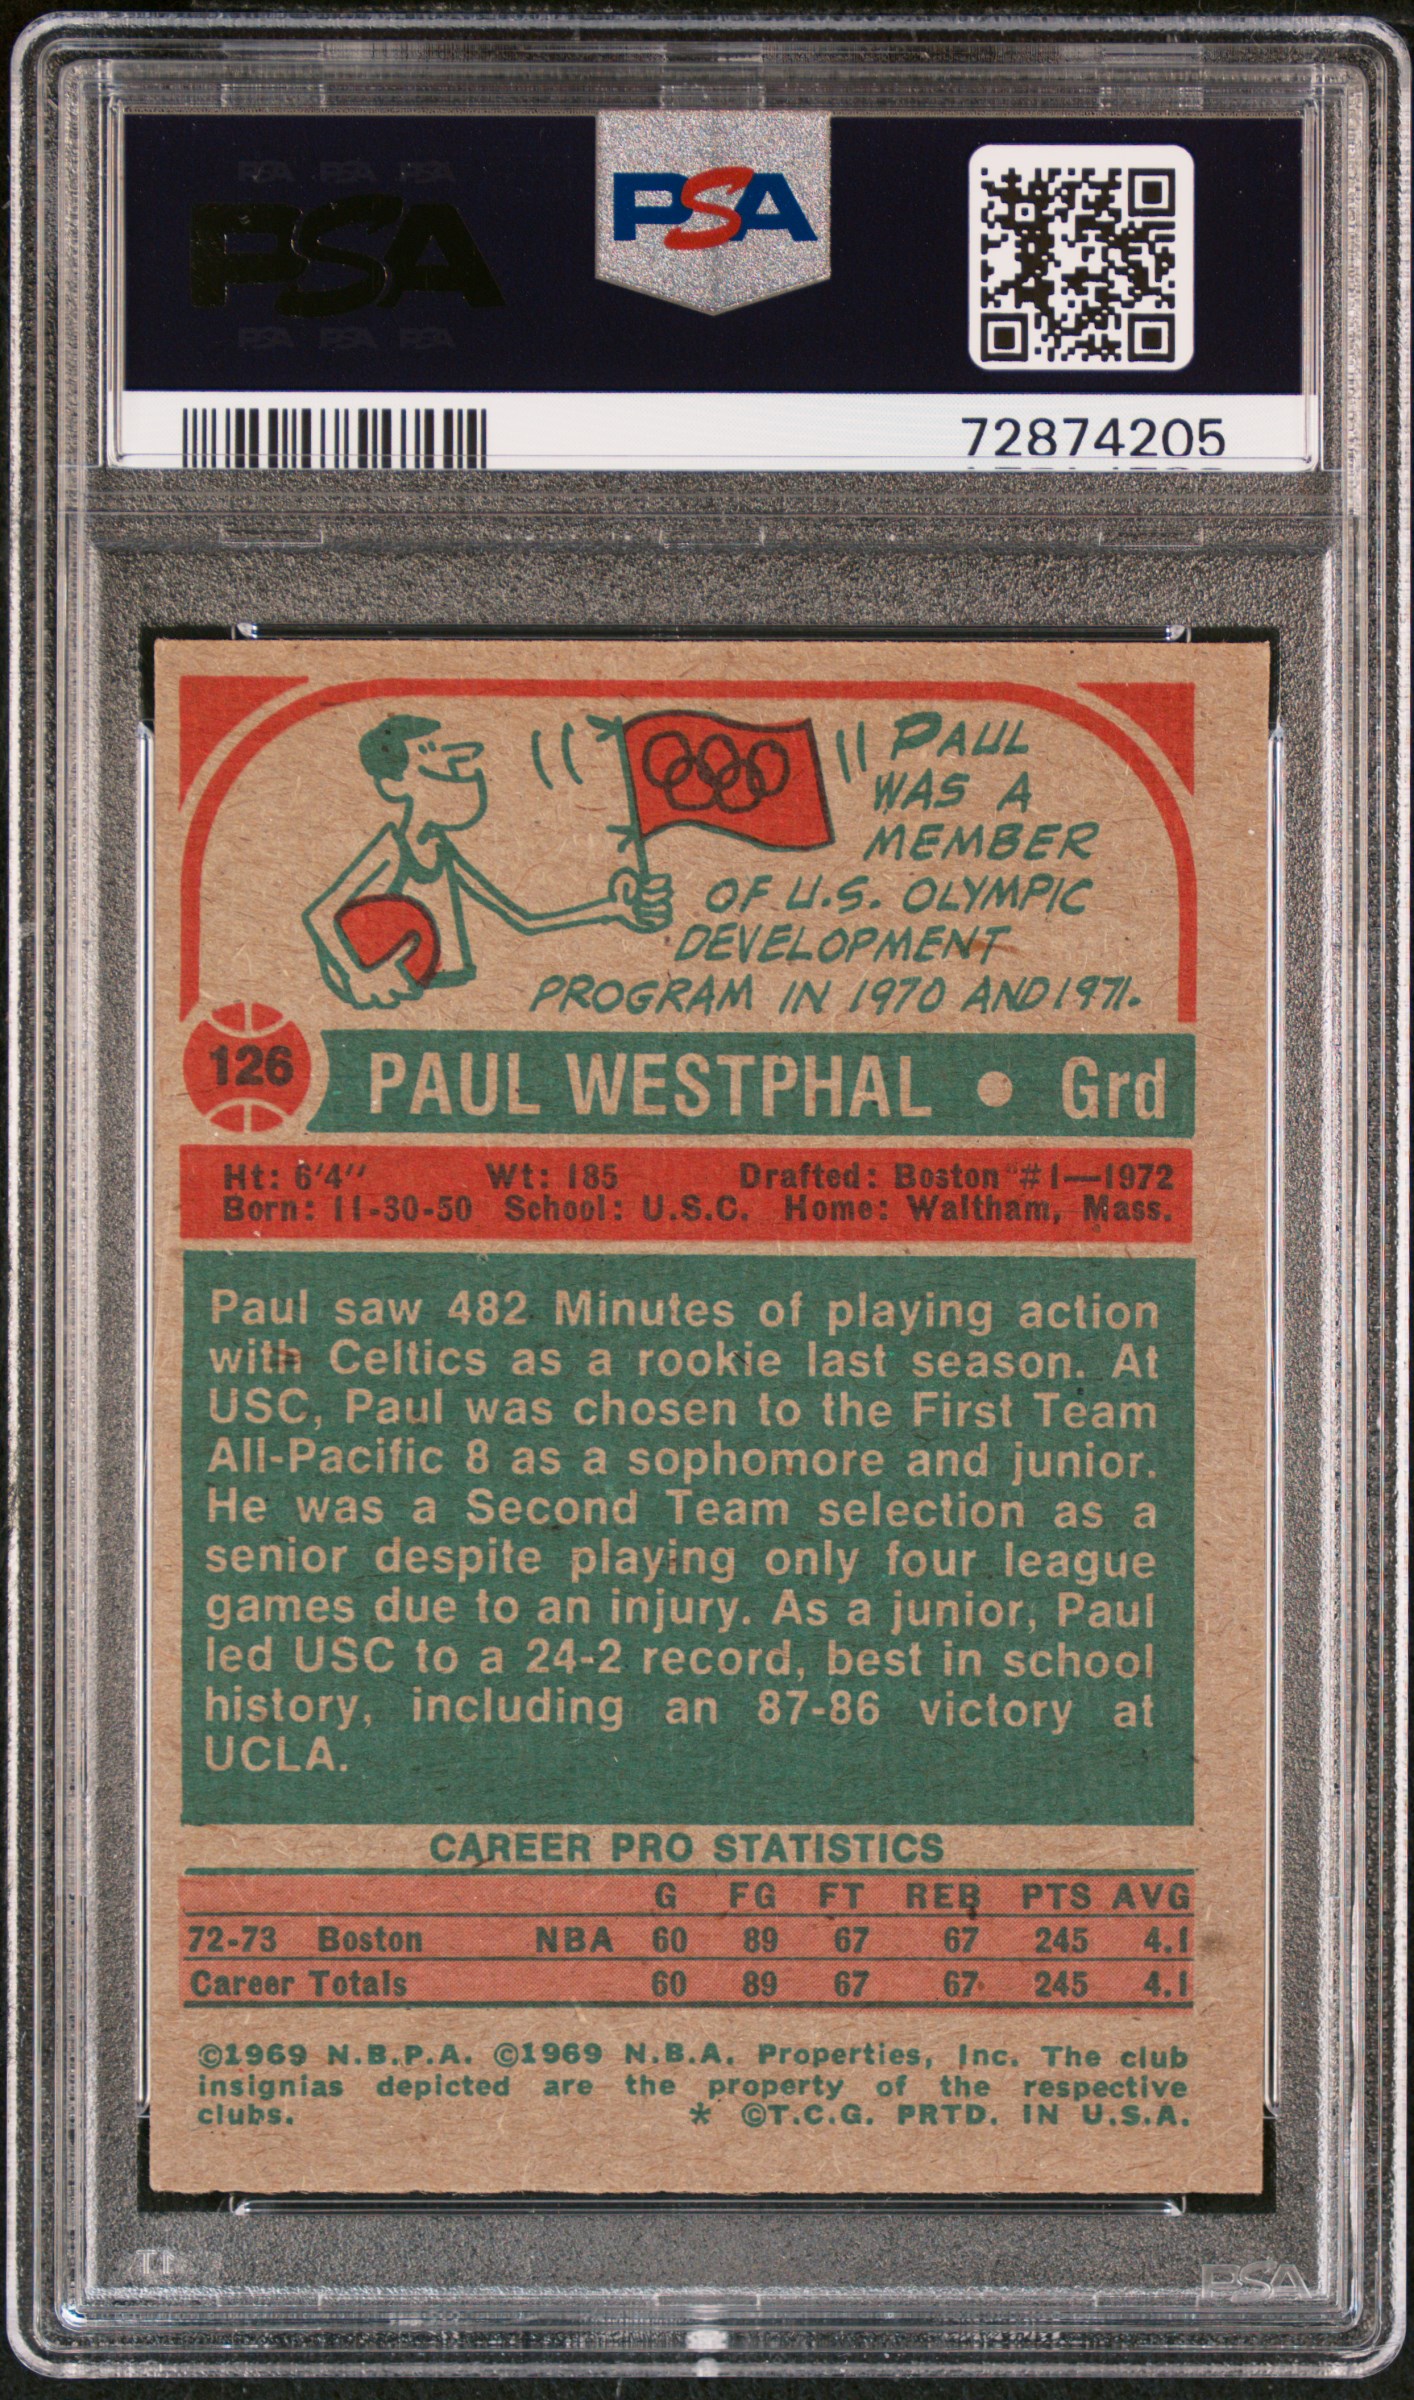 PSA PSA PSA
PSA
PSA PSA PSA
PSA
72874205
PAUL
WAS A
MEMBER
OF U.S. OLYMPIC
DEVELOPMENT
PROGRAM IN 1970 AND 1971.
126 PAUL WESTPHAL • Grd
Ht: 6'4" Wt: 185 Drafted: Boston #1—1972
Born: 11-30-50 School: U.S.C. Home: Waltham, Mass.
Paul saw 482 Minutes of playing action
with Celtics as a rookie last season. At
USC, Paul was chosen to the First Team
All-Pacific 8 as a sophomore and junior.
He was a Second Team selection as a
senior despite playing only four league
games due to an injury. As a junior, Paul
led USC to a 24-2 record, best in school
history, including an 87-86 victory at
UCLA.
CAREER PRO STATISTICS
G FG FT REB PTS AVG
72-73 Boston NBA 60 89 67 67 245 4.1
Career Totals 60 89 67 67 245 4.1
©1969 N.B.P.A. ©1969 N.B.A. Properties, Inc. The club
insignias depicted are the property of the respective
clubs. * ©T.C.G. PRTD. IN U.S.A.
PSA